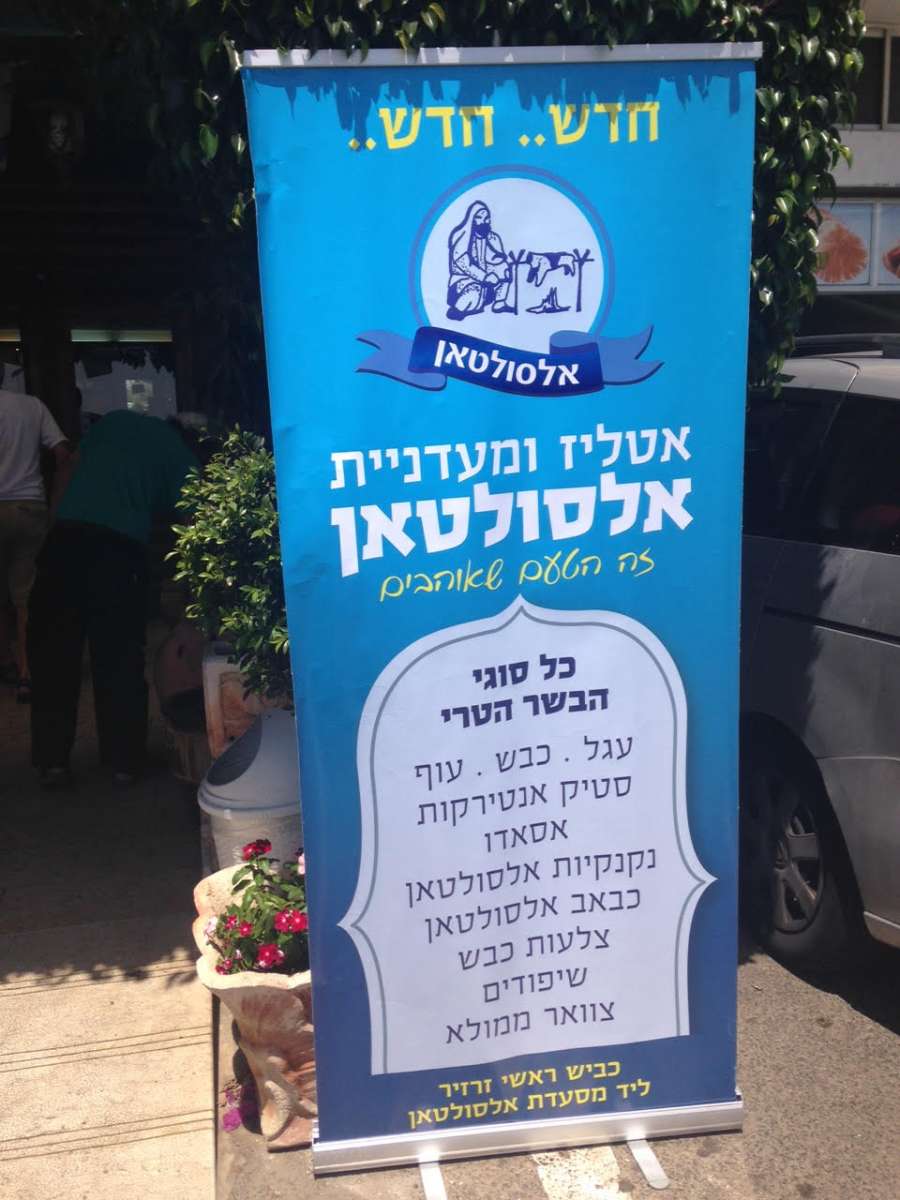 חדש.. חדש..
אלסולטאן
אטליז ומעדניית
אלסולטאן
זה הטעם שאוהבים
כל סוגי
הבשר הטרי
עגל . כבש . עוף
סטיק אנטירקות
אסאדו
נקנקיות אלסולטאן
כבאב אלסולטאן
צלעות כבש
שיפודים
צוואר ממולא
כביש ראשי זרזיר
ליד מסעדת אלסולטאן